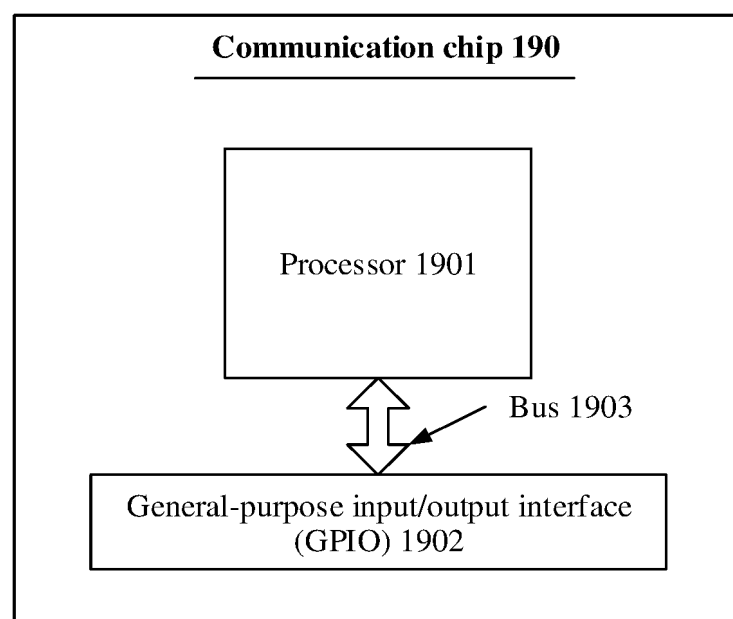 Communication chip 190
Processor 1901
Bus 1903
General-purpose input/output interface
(GPIO) 1902